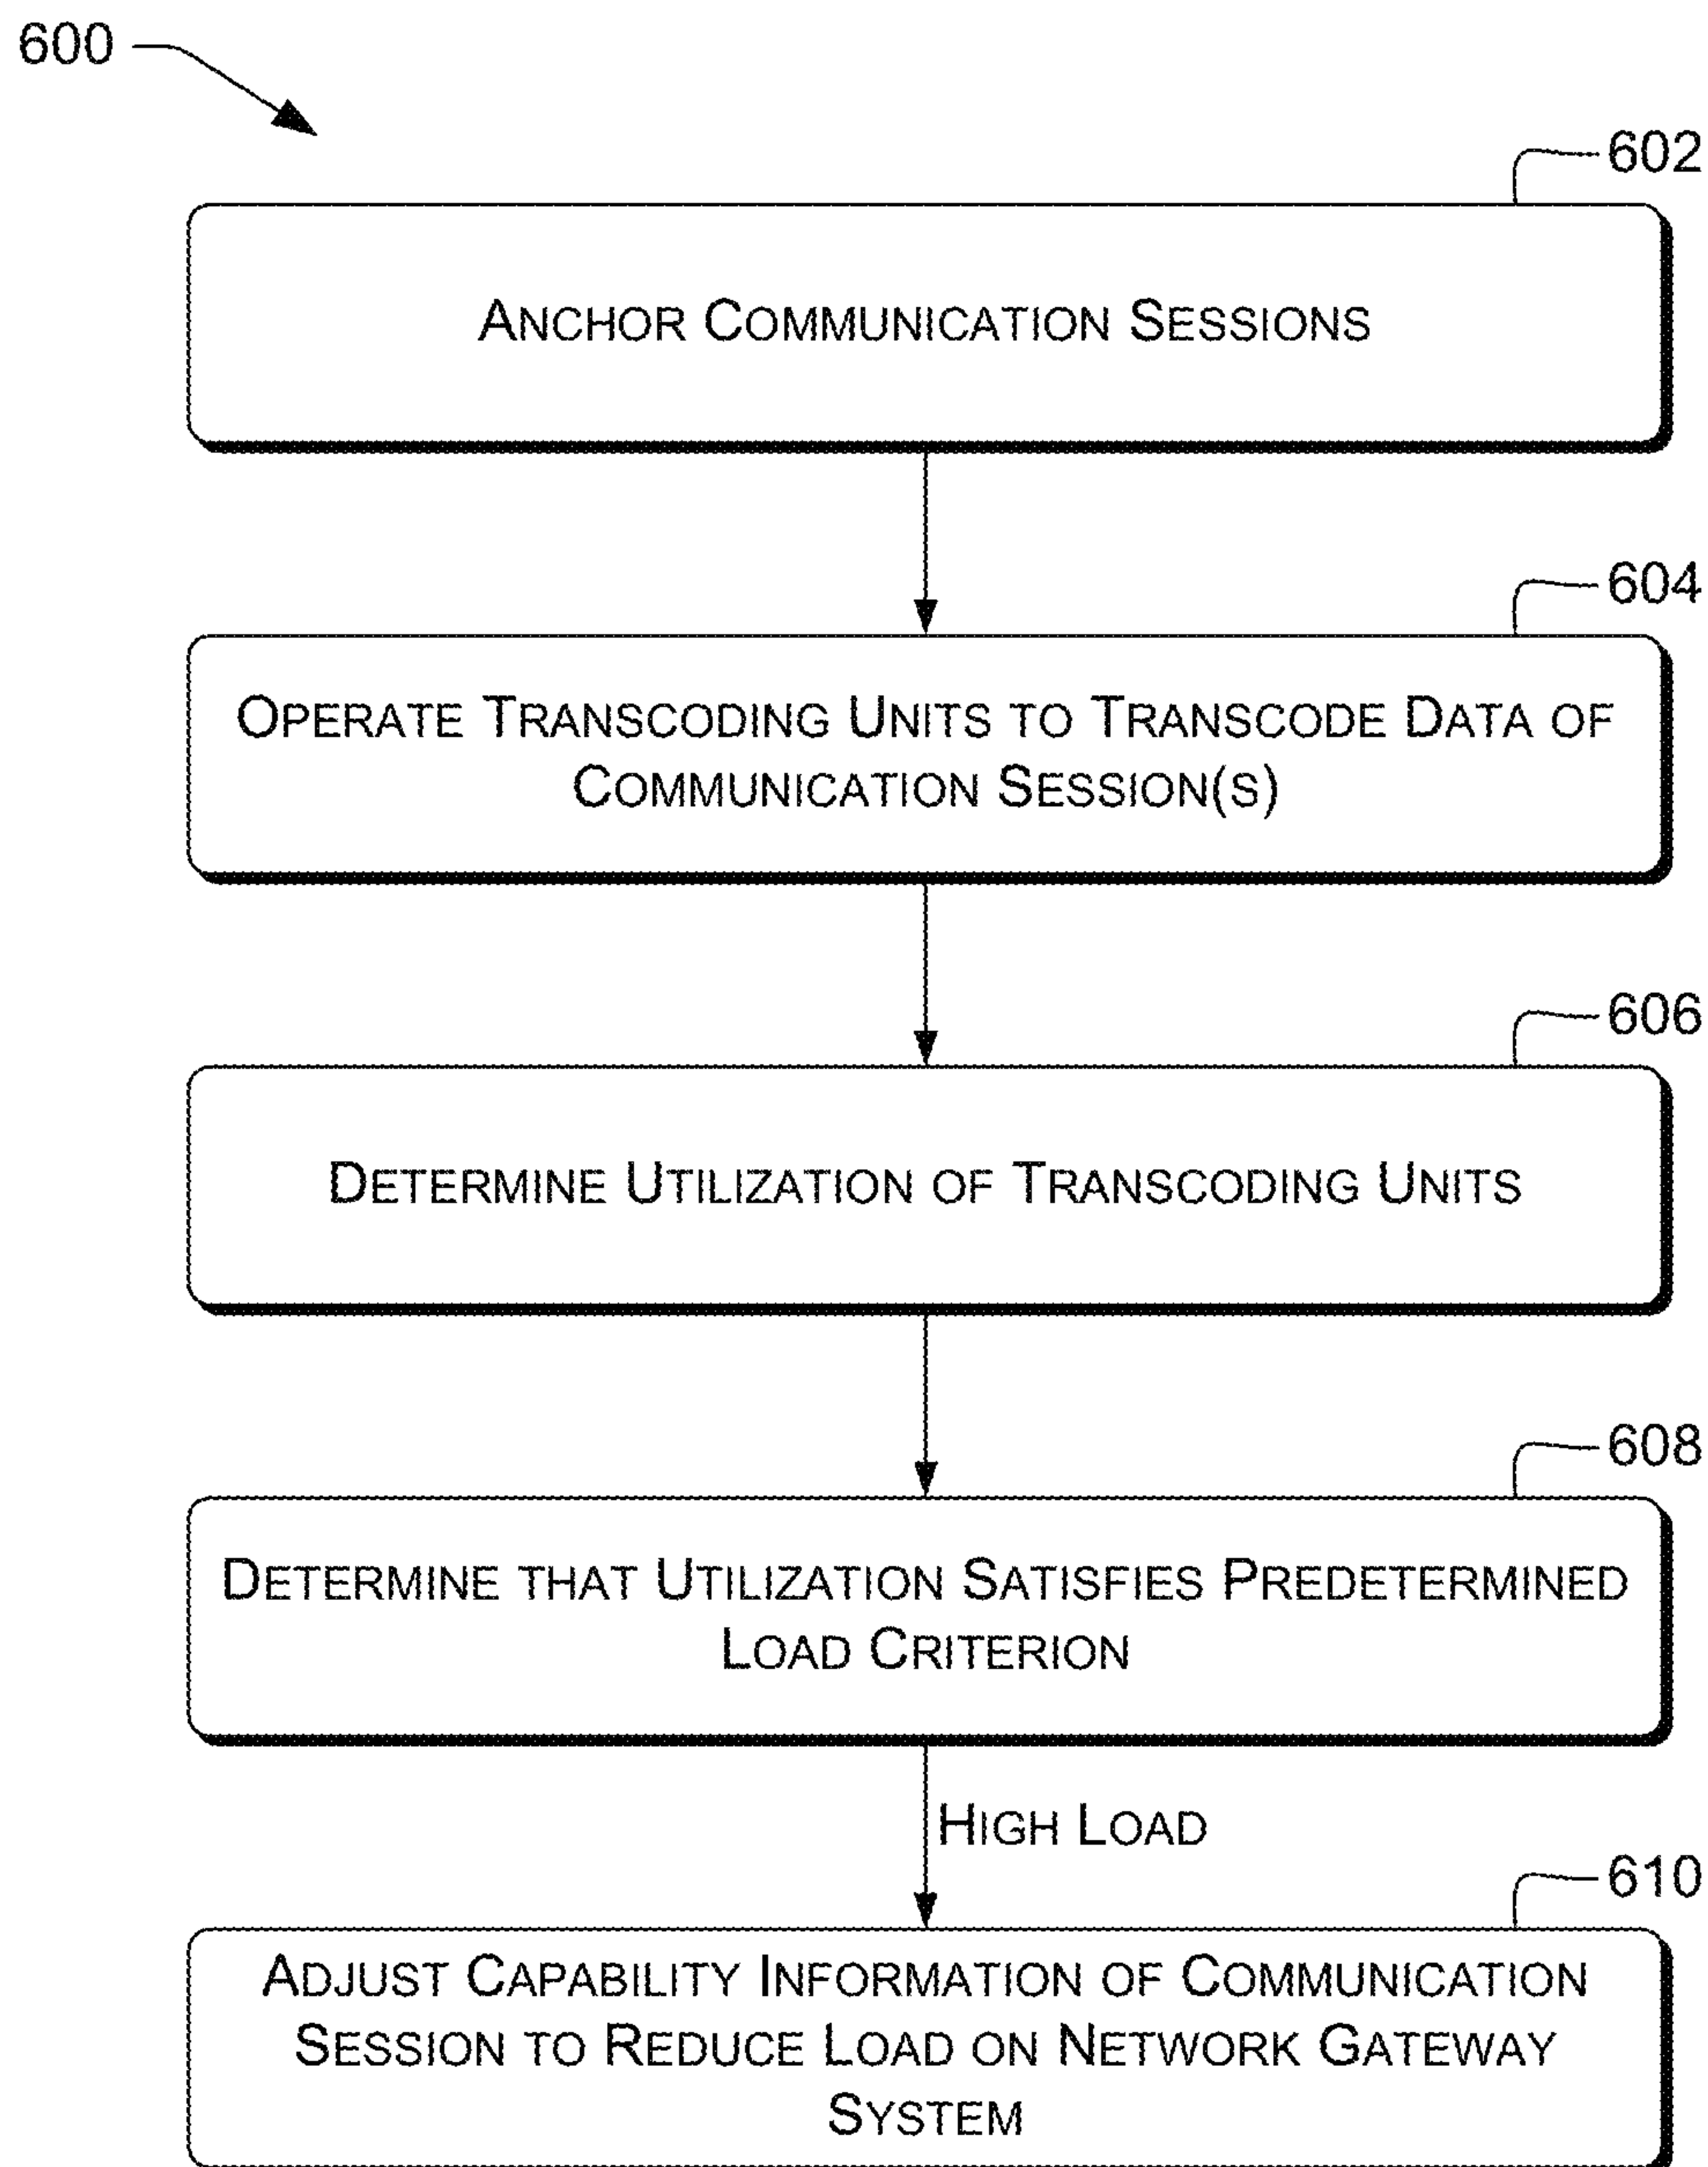 600
602
ANCHOR COMMUNICATION SESSIONS
604
OPERATE TRANSCODING UNITS TO TRANSCODE DATA OF
COMMUNICATION SESSION(S)
606
DETERMINE UTILIZATION OF TRANSCODING UNITS
608
DETERMINE THAT UTILIZATION SATISFIES PREDETERMINED
LOAD CRITERION
HIGH LOAD
610
ADJUST CAPABILITY INFORMATION OF COMMUNICATION
SESSION TO REDUCE LOAD ON NETWORK GATEWAY
SYSTEM